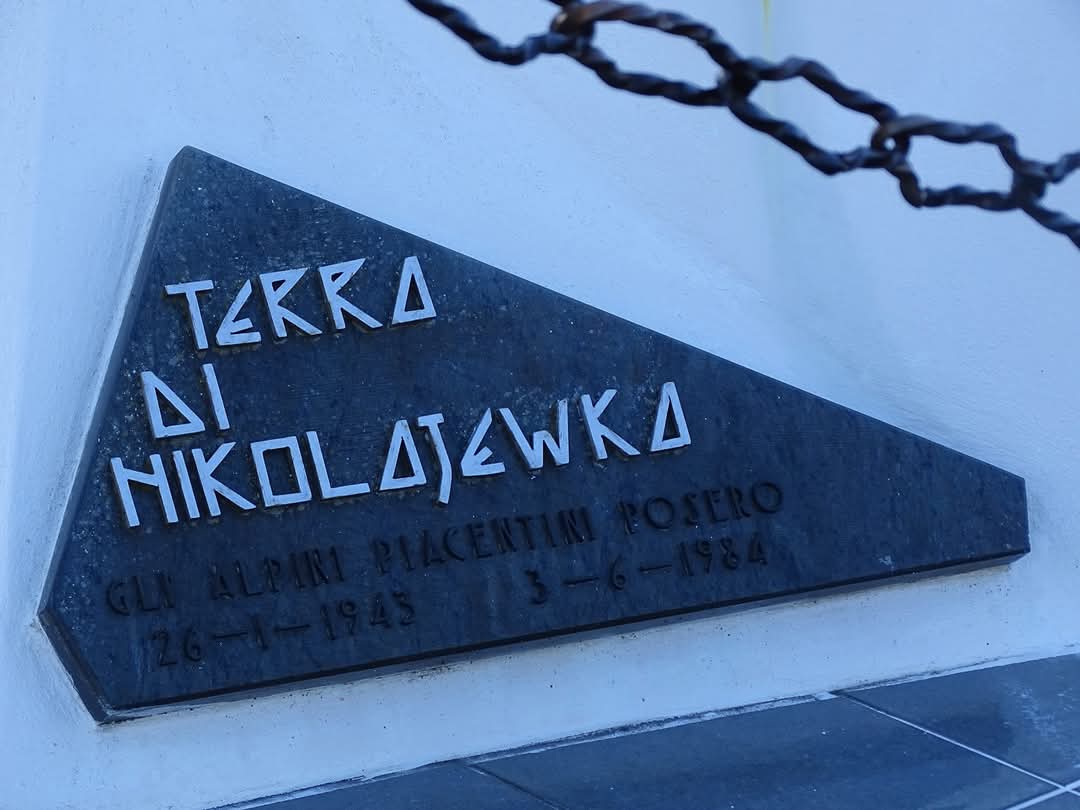 TERRA
DI
NIKOLAJEWKA
GLI ALPINI PIACENTINI POSERO
26-1-1943 3-6-1984